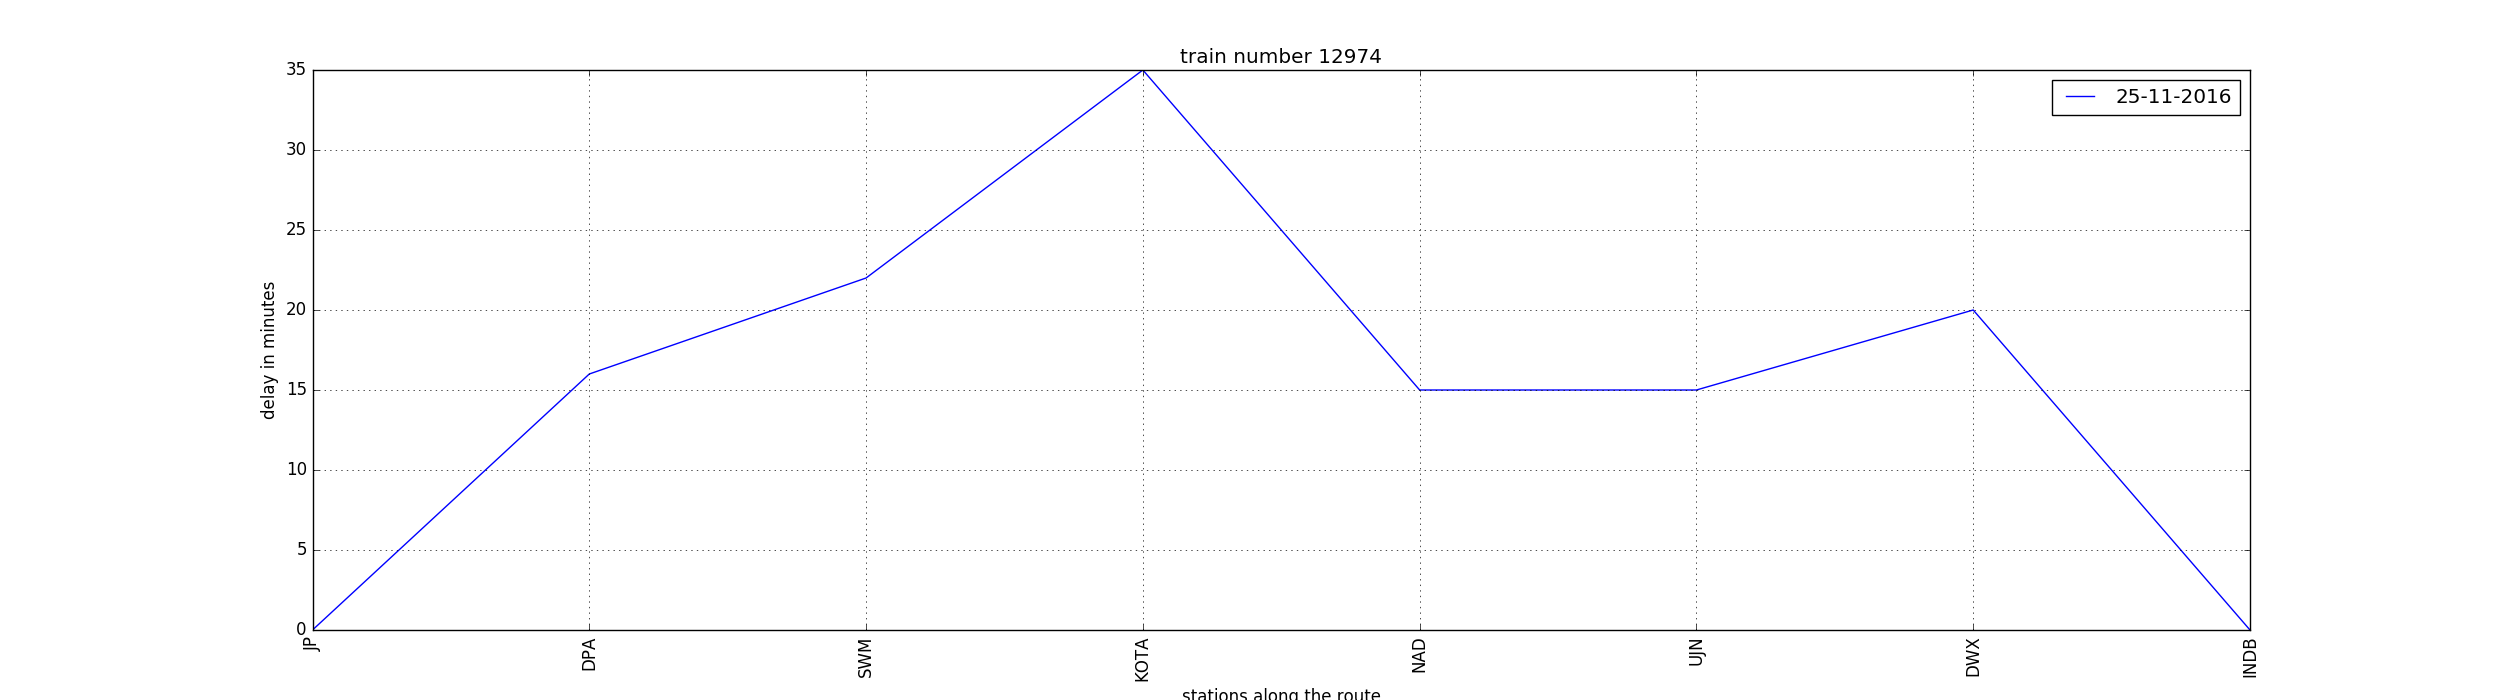 train number 12974
35
30
25
20
15
10
5
0
delay in minutes
25-11-2016
JP
DPA
SWM
KOTA
NAD
UJN
DWX
INDB
stations along the route